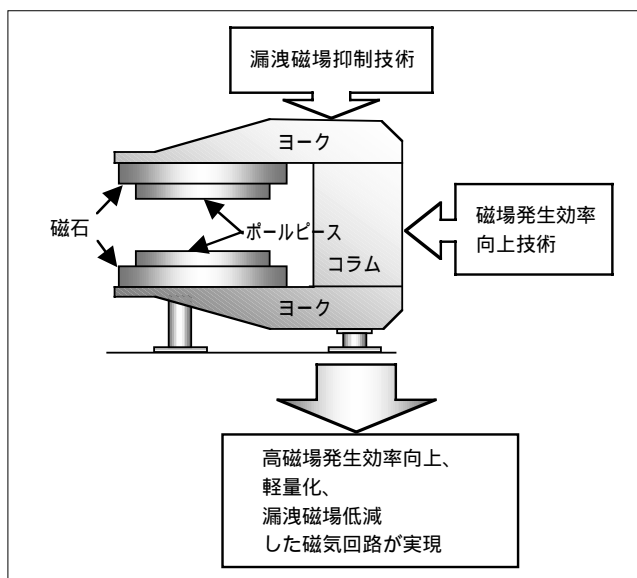 漏洩磁場抑制技術
ヨーク
磁石
ポールピース
コラム
ヨーク
磁場発生効率
向上技術
高磁場発生効率向上、
軽量化、
漏洩磁場低減
した磁気回路が実現